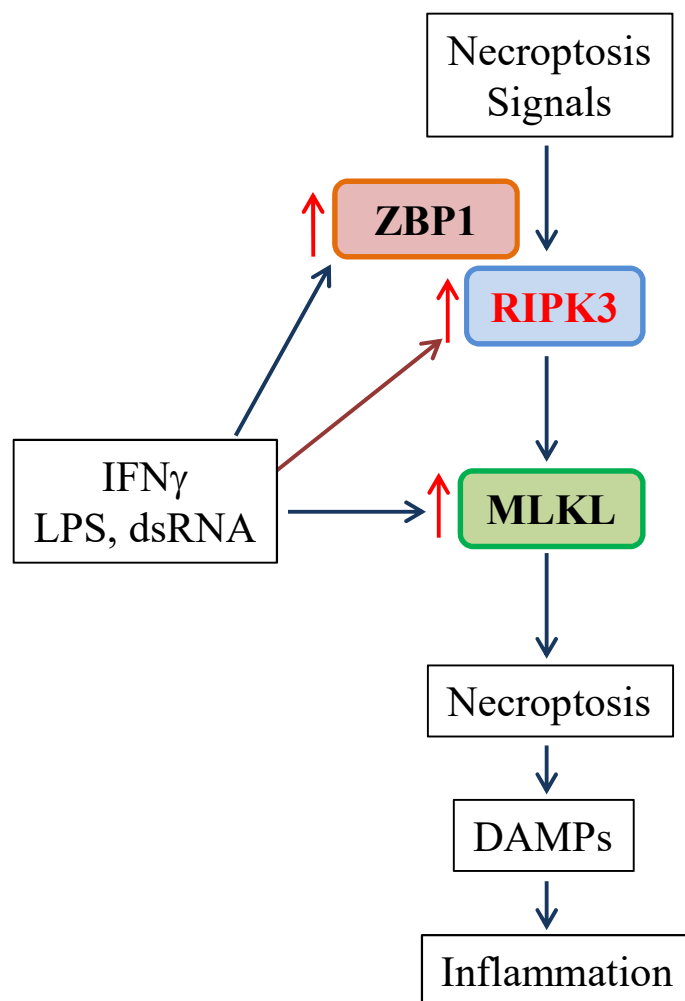 Necroptosis
Signals
ZBP1
RIPK3
IFNγ
LPS, dsRNA
MLKL
Necroptosis
DAMPs
Inflammation